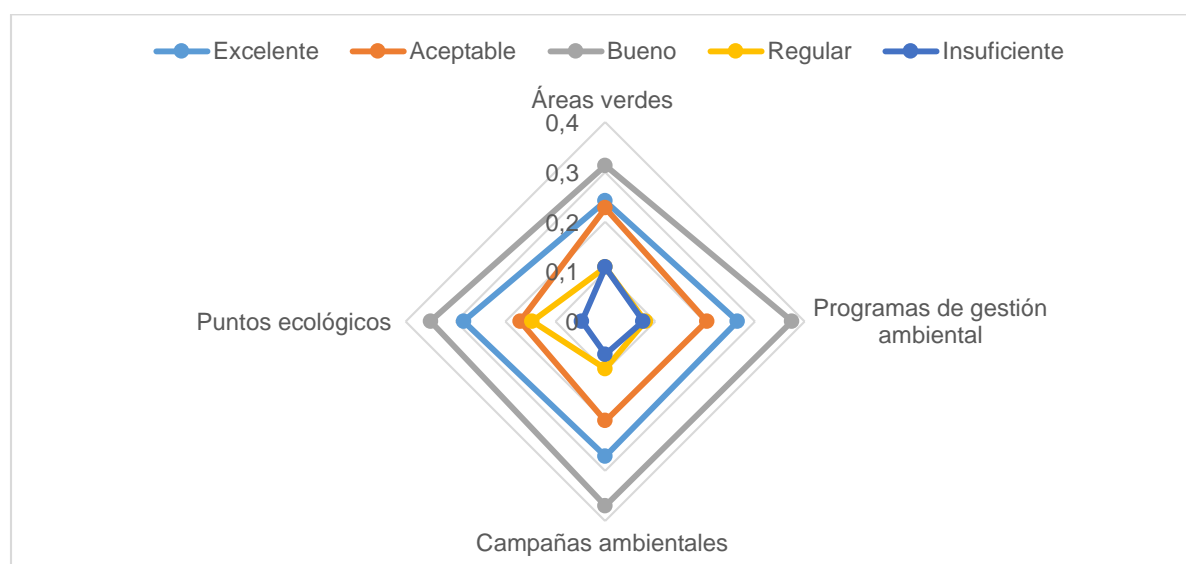 Excelente Aceptable Bueno Regular Insuficiente
Áreas verdes
0,4
0,3
0,2
0,1
0
Puntos ecológicos
Programas de gestión
ambiental
Campañas ambientales